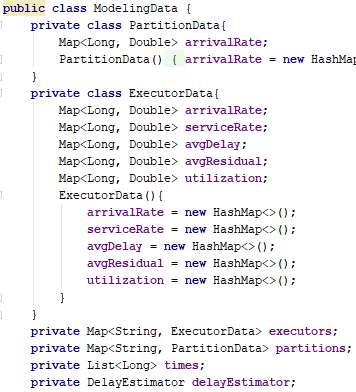 public class ModelingData {
    private class PartitionData{
        Map<Long, Double> arrivalRate;
        PartitionData() { arrivalRate = new HashMap
    }
    private class ExecutorData{
        Map<Long, Double> arrivalRate;
        Map<Long, Double> serviceRate;
        Map<Long, Double> avgDelay;
        Map<Long, Double> avgResidual;
        Map<Long, Double> utilization;
        ExecutorData(){
            arrivalRate = new HashMap<>();
            serviceRate = new HashMap<>();
            avgDelay = new HashMap<>();
            avgResidual = new HashMap<>();
            utilization = new HashMap<>();
        }
    }
    private Map<String, ExecutorData> executors;
    private Map<String, PartitionData> partitions;
    private List<Long> times;
    private DelayEstimator delayEstimator;